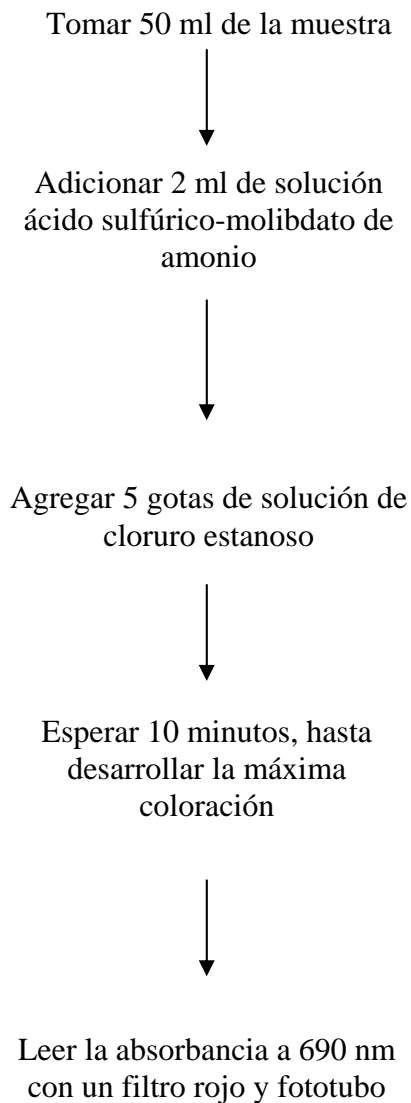 Tomar 50 ml de la muestra
Adicionar 2 ml de solución
ácido sulfúrico-molibdato de
amonio
Agregar 5 gotas de solución de
cloruro estanoso
Esperar 10 minutos, hasta
desarrollar la máxima
coloración
Leer la absorbancia a 690 nm
con un filtro rojo y fototubo